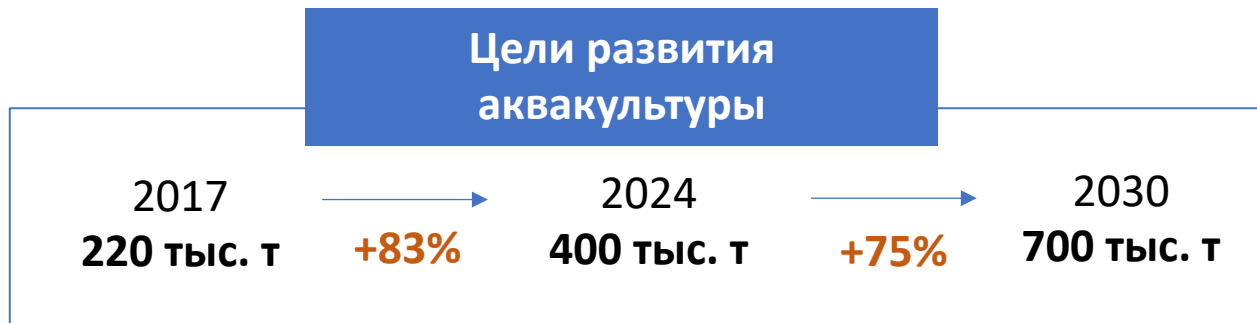 Цели развития
аквакультуры
2017
2024
2030
220 тыс. т
+83%
400 тыс. т
+75%
700 тыс. т